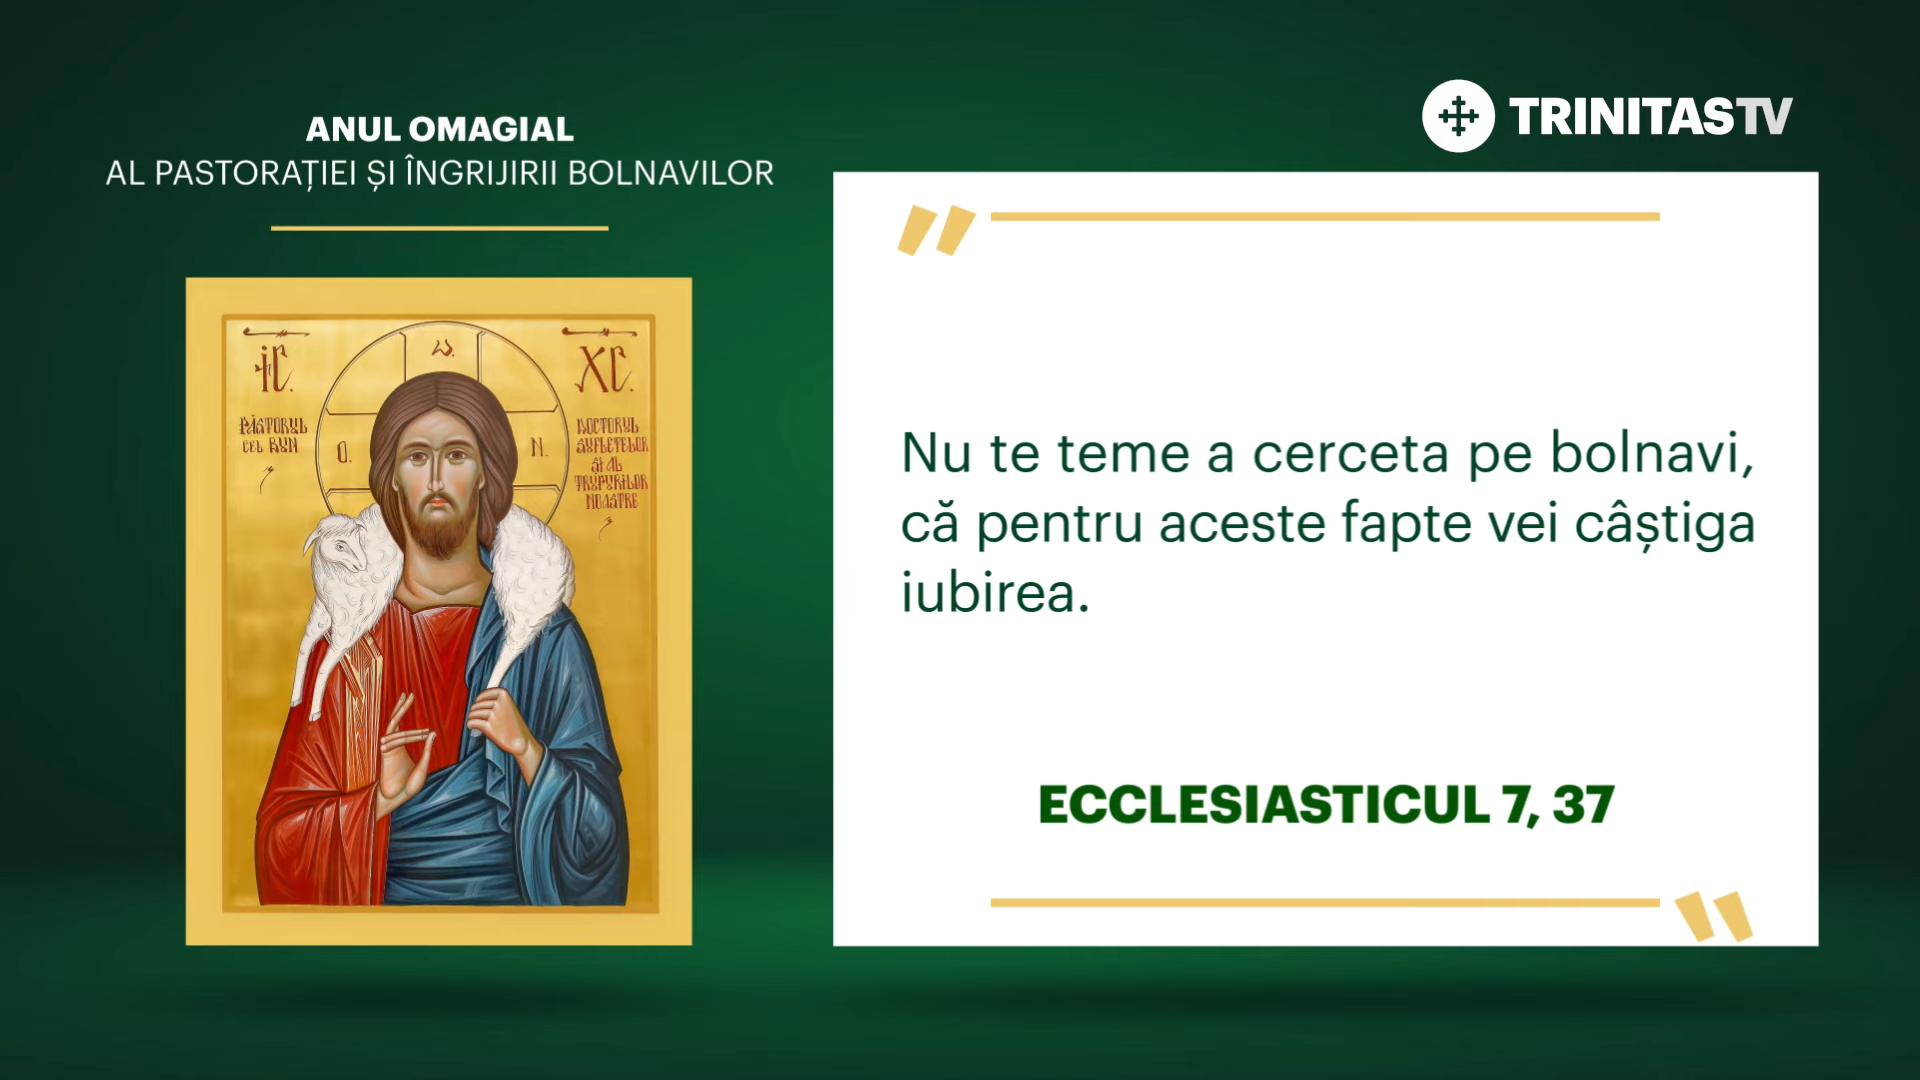 ANUL OMAGIAL
AL PASTORAȚIEI ȘI ÎNGRIJIRII BOLNAVILOR
TRINITAS TV
IC.
XC.
Ѡ.
O.
N.
PĂSTORUL
CEL BUN
DOCTORUL
SUFLETELOR
ȘI AL
TRUPURILOR
NOASTRE
Nu te teme a cerceta pe bolnavi,
că pentru aceste fapte vei câștiga
iubirea.
ECCLESIASTICUL 7, 37